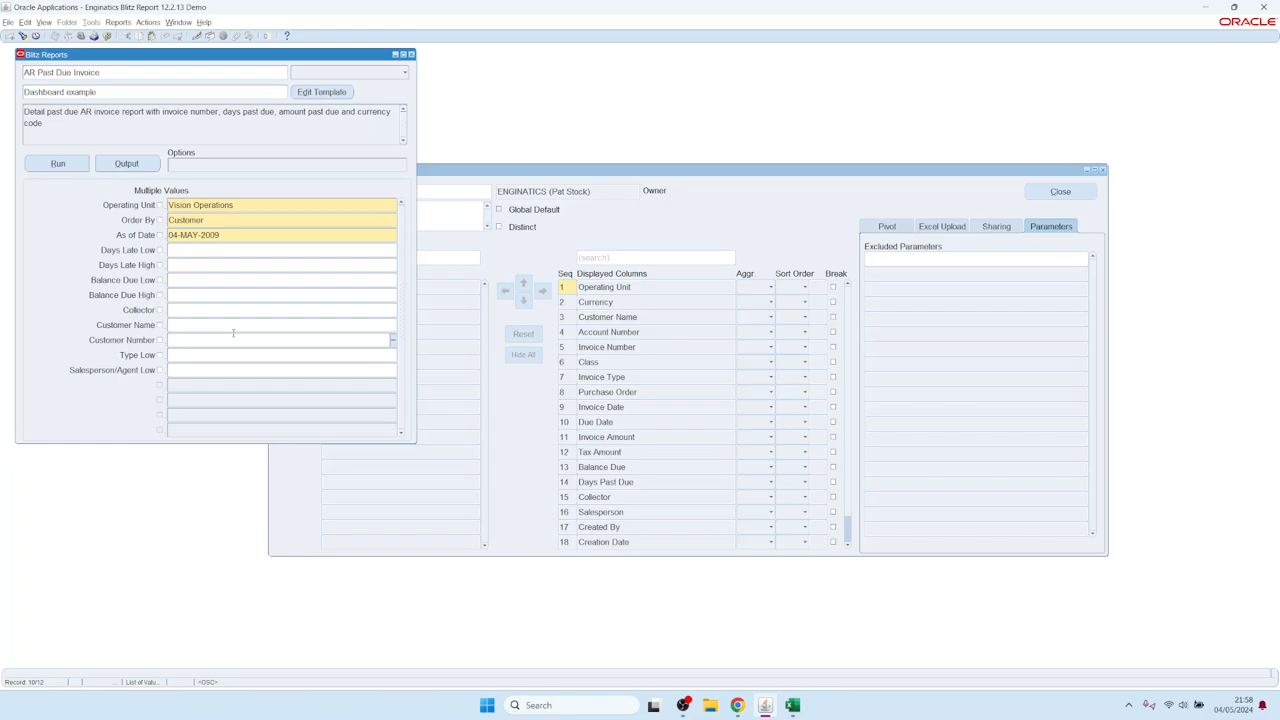 Oracle Applications - Enginatics Blitz Report 12.2.13 Demo
File Edit View Folder Tools Reports Actions Window Help
ORACLE
Blitz Reports
AR Past Due Invoice
Dashboard example
Edit Template
Detail past due AR invoice report with invoice number, days past due, amount past due and currency
code
Options
Run
Output
Multiple Values
Operating Unit Vision Operations
Order By Customer
As of Date 04-MAY-2009
Days Late Low
Days Late High
Balance Due Low
Balance Due High
Collector
Customer Name
Customer Number
Type Low
Salesperson/Agent Low
ENGINATICS (Pat Stock)
Owner
Close
Global Default
Distinct
(search)
Seq Displayed Columns Aggr. Sort Order Break
1 Operating Unit
2 Currency
3 Customer Name
4 Account Number
5 Invoice Number
6 Class
7 Invoice Type
8 Purchase Order
9 Invoice Date
10 Due Date
11 Invoice Amount
12 Tax Amount
13 Balance Due
14 Days Past Due
15 Collector
16 Salesperson
17 Created By
18 Creation Date
Reset
Hide All
Pivot Excel Upload Sharing Parameters
Excluded Parameters
Record: 10/12 ... List of Valu... <OSC>
Search
21:58
04/05/2024